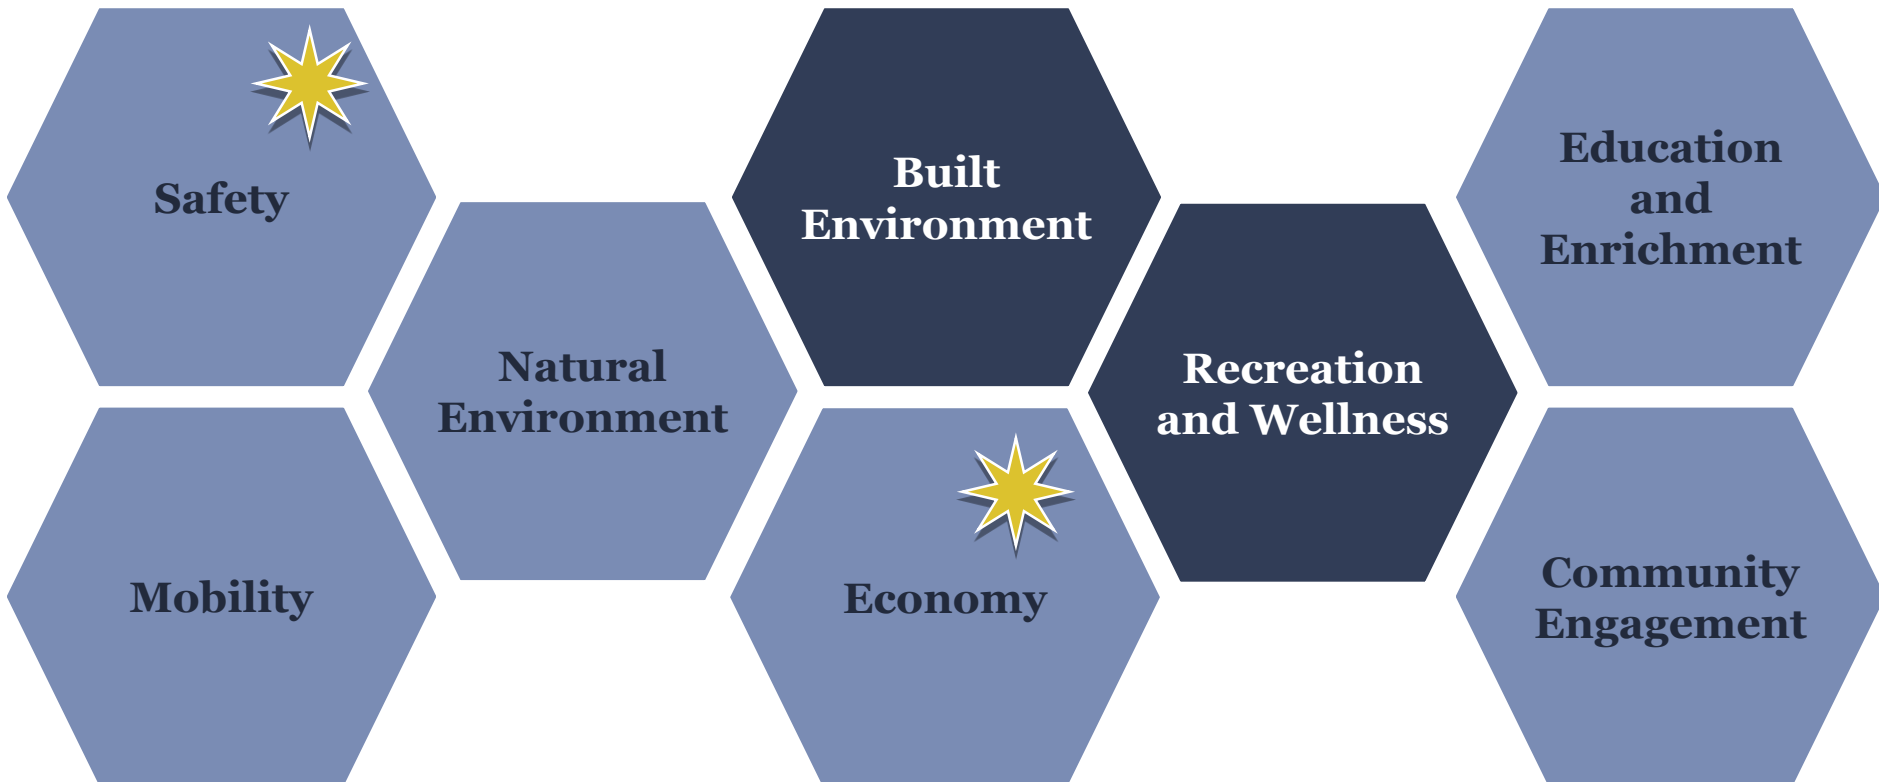 Safety
Mobility
Natural
Environment
Built
Environment
Economy
Recreation
and Wellness
Education
and
Enrichment
Community
Engagement